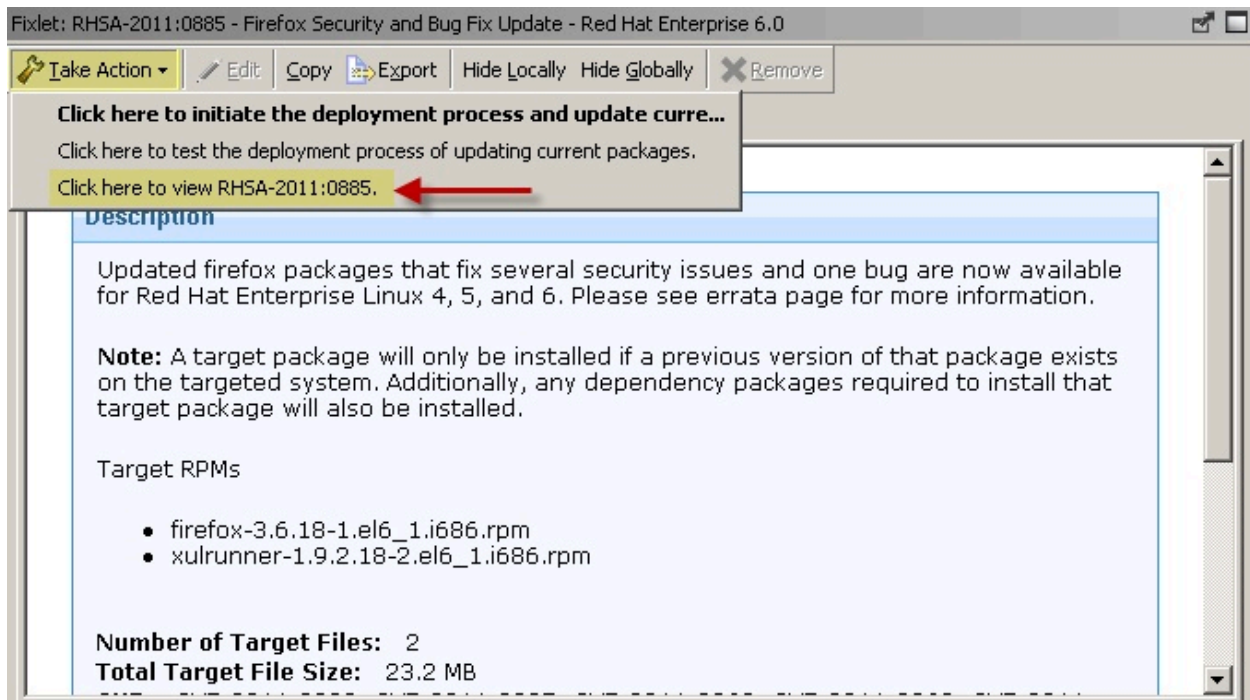 Fixlet: RHSA-2011:0885 - Firefox Security and Bug Fix Update - Red Hat Enterprise 6.0
Take Action Edit Copy Export Hide Locally Hide Globally Remove
Click here to initiate the deployment process and update curre...
Click here to test the deployment process of updating current packages.
Click here to view RHSA-2011:0885.
Description
Updated firefox packages that fix several security issues and one bug are now available
for Red Hat Enterprise Linux 4, 5, and 6. Please see errata page for more information.
Note: A target package will only be installed if a previous version of that package exists
on the targeted system. Additionally, any dependency packages required to install that
target package will also be installed.
Target RPMs
• firefox-3.6.18-1.el6_1.i686.rpm
• xulrunner-1.9.2.18-2.el6_1.i686.rpm
Number of Target Files: 2
Total Target File Size: 23.2 MB